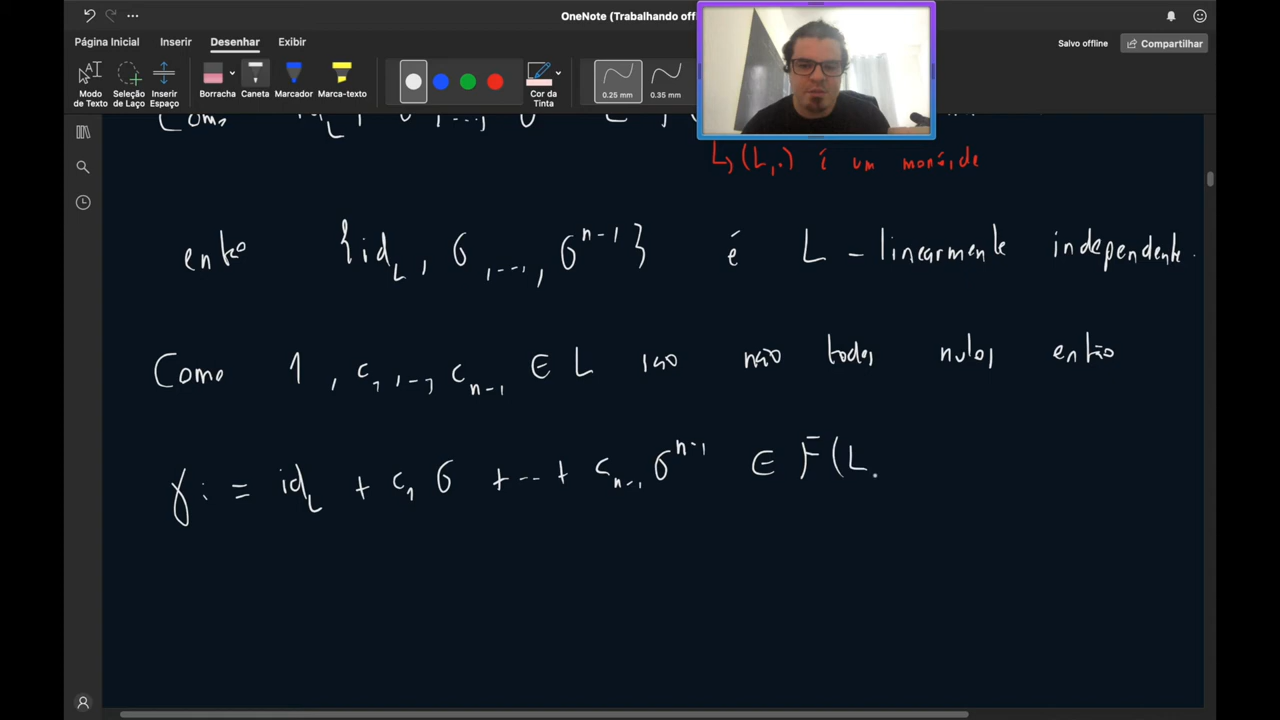 OneNote (Trabalhando off
Página Inicial Inserir Desenhar Exibir
Salvo offline Compartilhar
Modo de Texto Seleção de Laço Inserir Espaço Borracha Caneta Marcador Marca-texto Cor da Tinta 0.25 mm 0.35 mm
Como id_L,
↳ (L,·) é um monóide
então {id_L, σ, ..., σ^{n-1}} é L - linearmente independente.
Como 1, c_1, ..., c_{n-1} ∈ L são não todos nulos então
γ := id_L + c_1 σ + ... + c_{n-1} σ^{n-1} ∈ F(L,